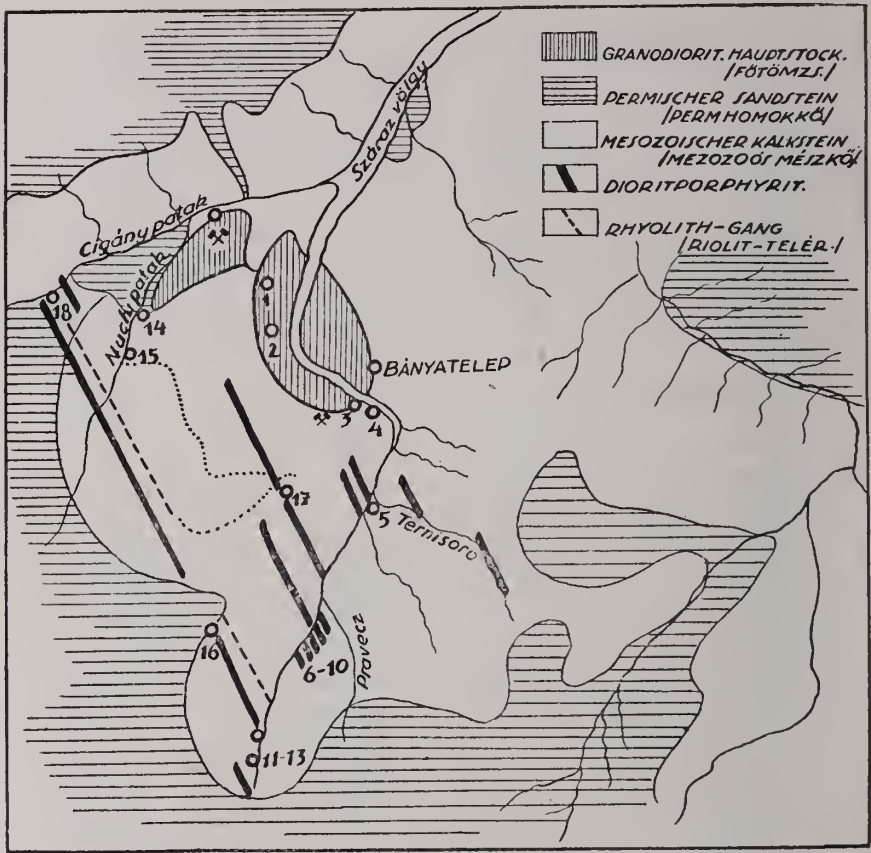 GRANODIORIT. HAUPTSTOCK.
/FŐTÖMZS./
PERMISCHER SANDSTEIN
/PERM HOMOKKŐ/
MESOZOISCHER KALKSTEIN
/MEZOZOÓS MÉSZKŐ/
DIORITPORPHYRIT.
RHYOLITH-GANG
/RIOLIT-TELÉR./
Száraz völgy
Cigány patak
Nuchi patak
18
14
15
1
2
BÁNYATELEP
3
4
17
5
Ternisora
16
6-10
Pravecz
11-13